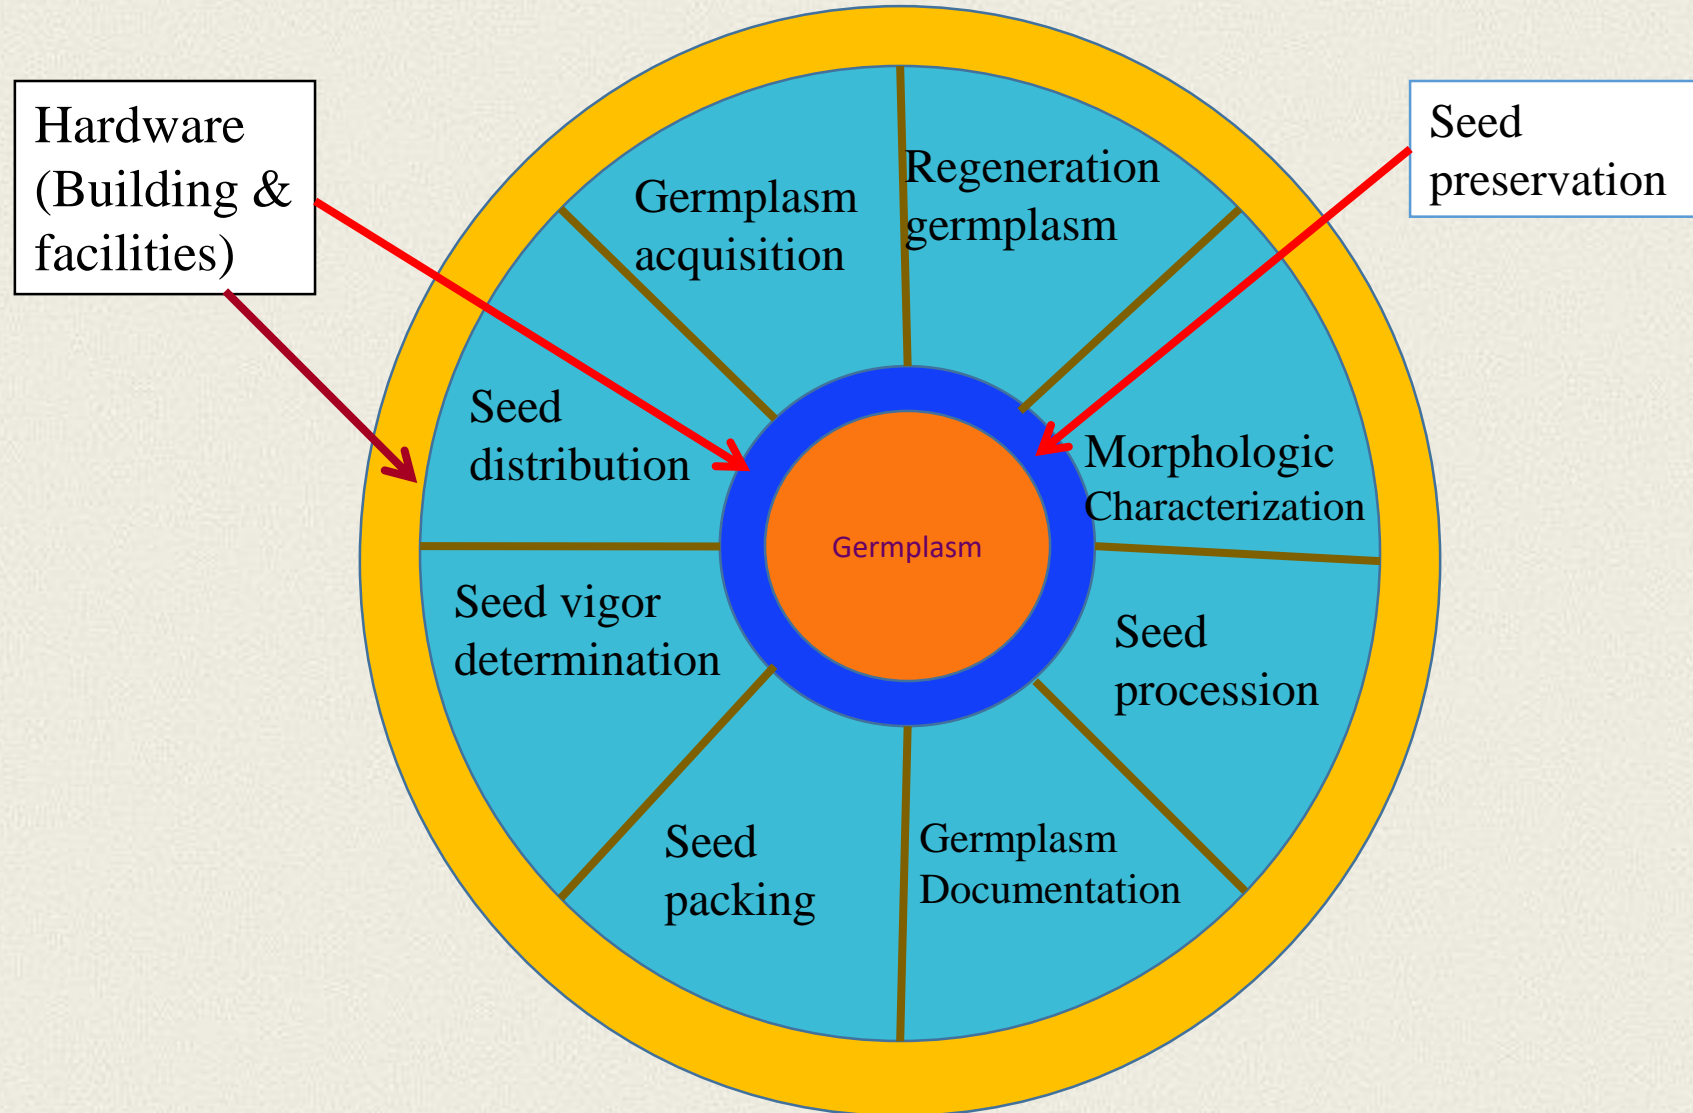 Hardware
(Building &
facilities)
Seed
preservation
Germplasm
acquisition
Regeneration
germplasm
Seed
distribution
Morphologic
Characterization
Germplasm
Seed vigor
determination
Seed
procession
Seed
packing
Germplasm
Documentation